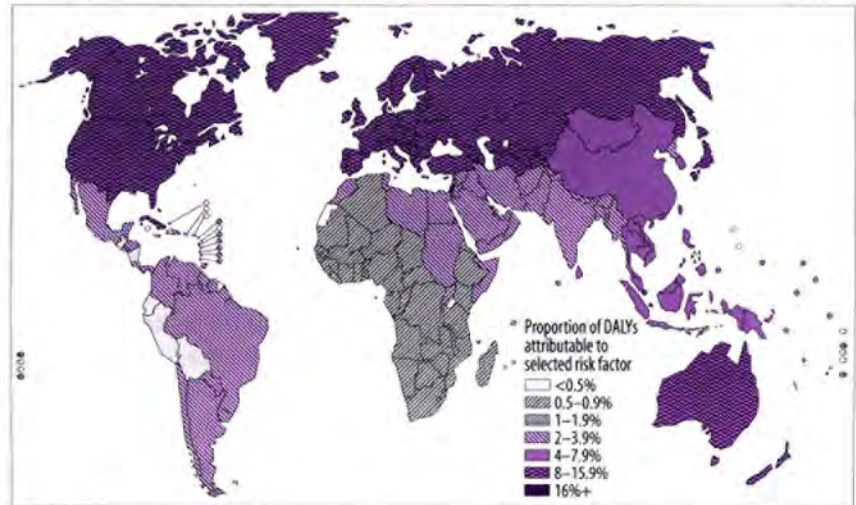 Proportion of DALYs
attributable to
selected risk factor
<0.5%
0.5–0.9%
1–1.9%
2–3.9%
4–7.9%
8–15.9%
16%+